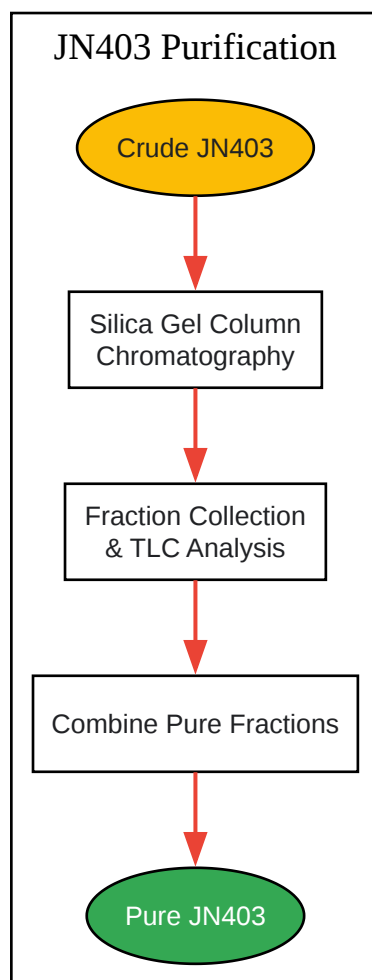 JN403 Purification
Crude JN403
Silica Gel Column
Chromatography
Fraction Collection
& TLC Analysis
Combine Pure Fractions
Pure JN403